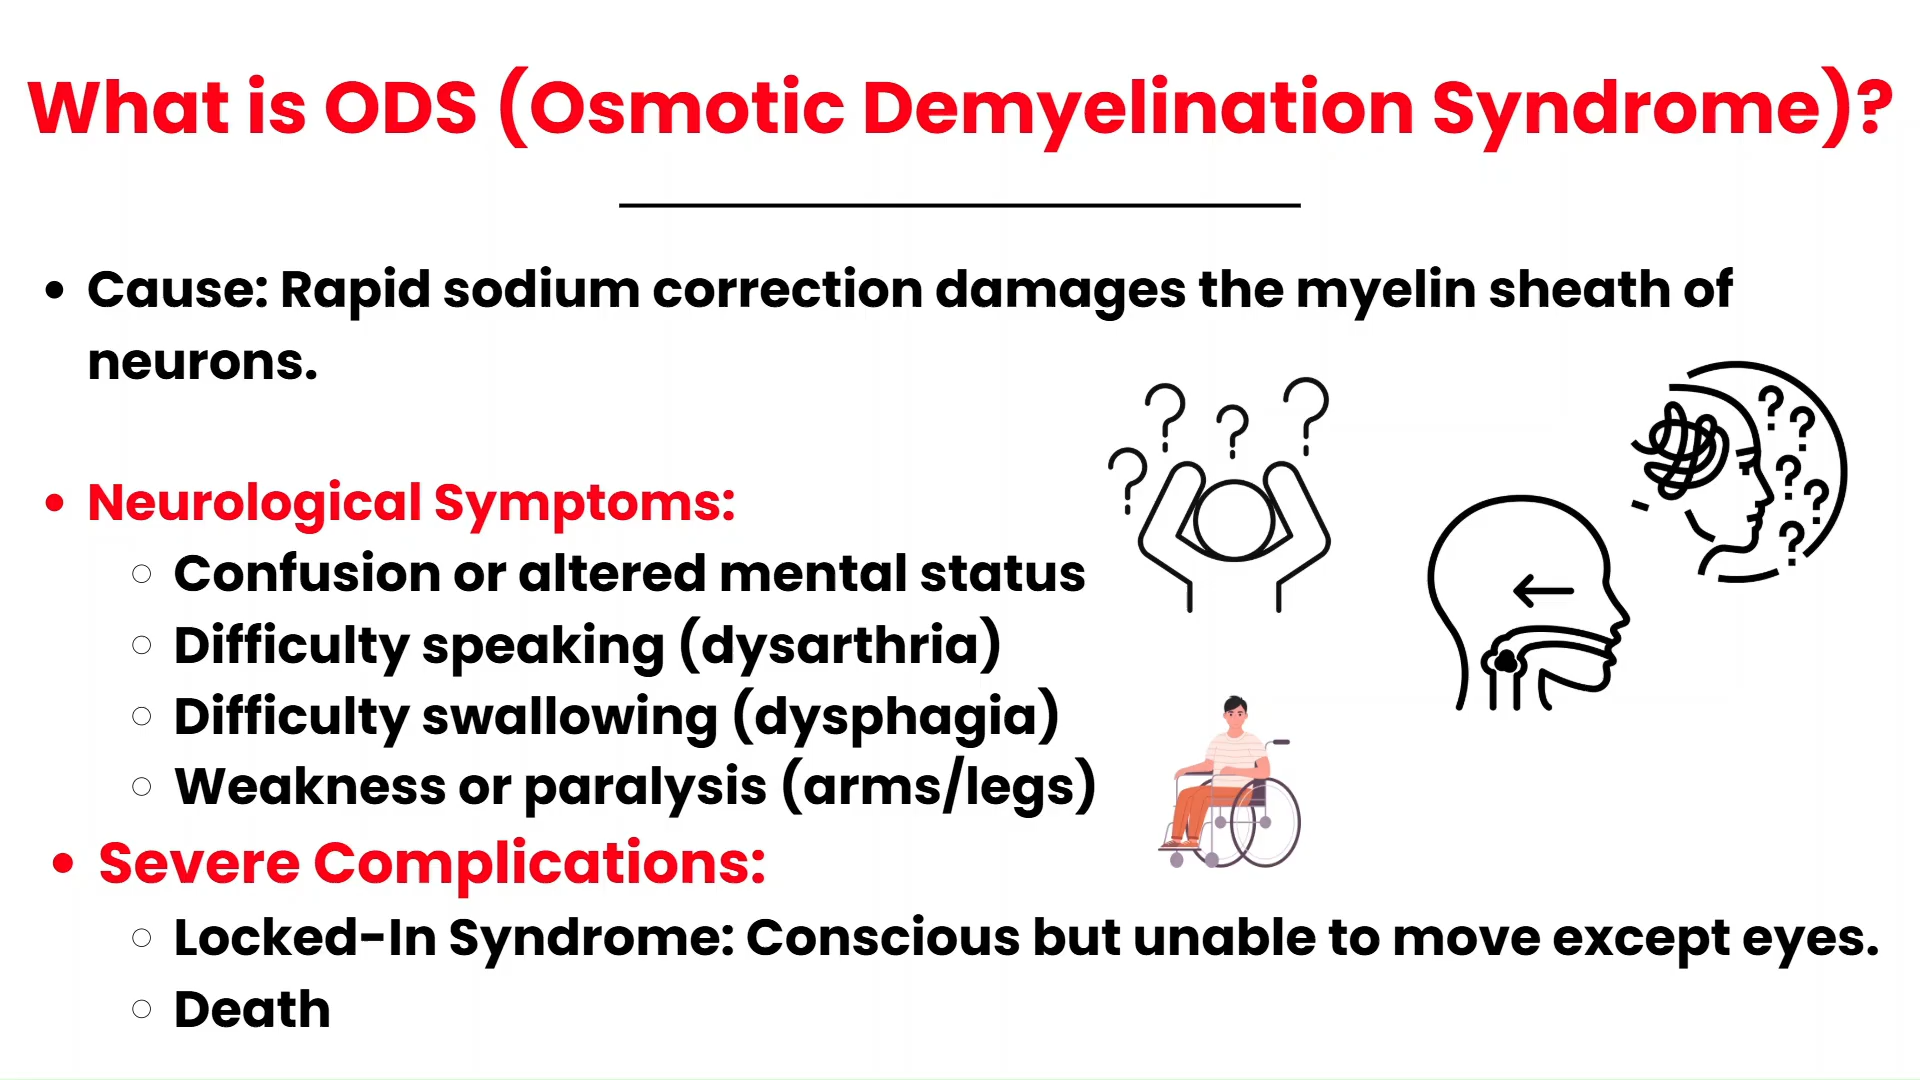 What is ODS (Osmotic Demyelination Syndrome)?
• Cause: Rapid sodium correction damages the myelin sheath of
neurons.
• Neurological Symptoms:
○ Confusion or altered mental status
○ Difficulty speaking (dysarthria)
○ Difficulty swallowing (dysphagia)
○ Weakness or paralysis (arms/legs)
• Severe Complications:
○ Locked-In Syndrome: Conscious but unable to move except eyes.
○ Death